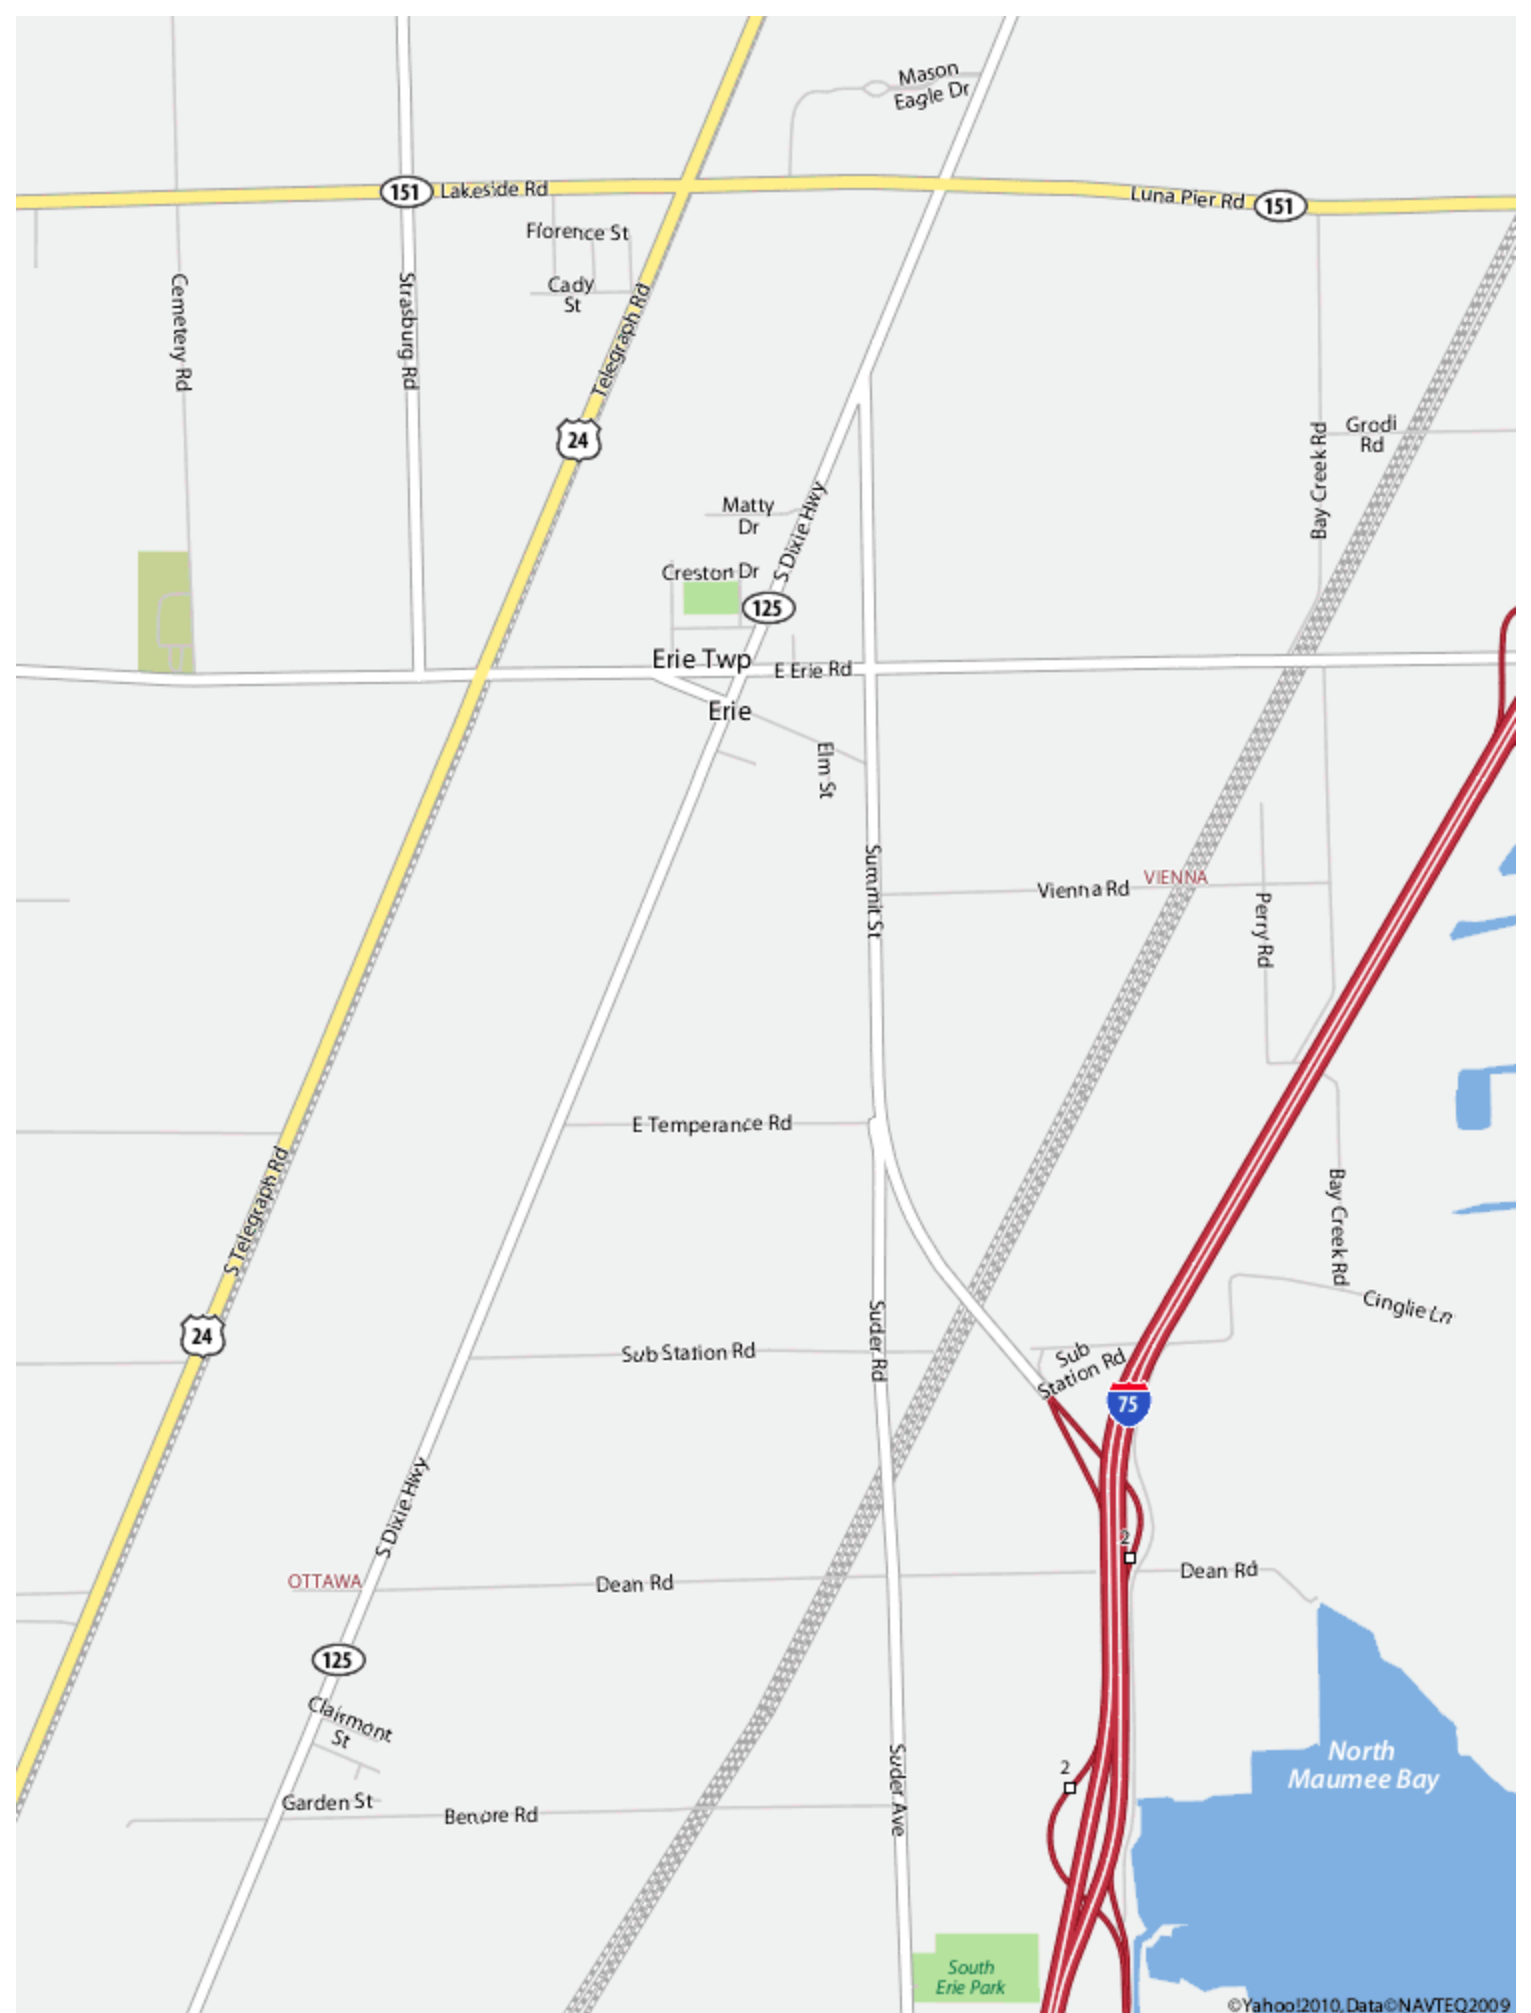 Mason
Eagle Dr
151
Lakeside Rd
Luna Pier Rd
151
Florence St
Cady
St
Cemetery Rd
Strasburg Rd
Telegraph Rd
24
Grodi
Rd
Bay Creek Rd
Matty
Dr
S Dixie Hwy
Creston Dr
125
Erie Twp
E Erie Rd
Erie
Elm St
Summit St
Vienna Rd
VIENNA
Perry Rd
E Temperance Rd
S Telegraph Rd
Bay Creek Rd
Cinglie Ln
24
Sub Station Rd
Suder Rd
Sub
Station Rd
75
S Dixie Hwy
2
OTTAWA
Dean Rd
Dean Rd
125
Clairmont
St
North
Maumee Bay
2
Suder Ave
Garden St
Benore Rd
South
Erie Park
©Yahoo!2010, Data©NAVTEQ2009